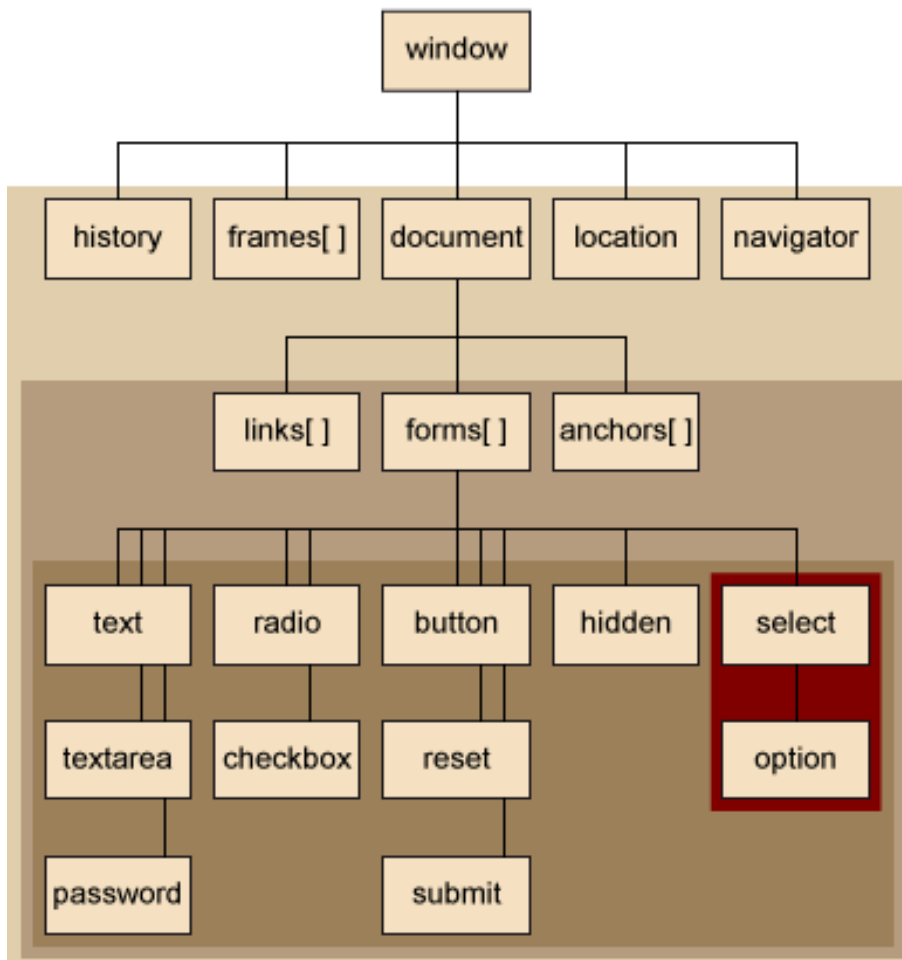 window
history
frames[ ]
document
location
navigator
links[ ]
forms[ ]
anchors[ ]
text
radio
button
hidden
select
textarea
checkbox
reset
option
password
submit